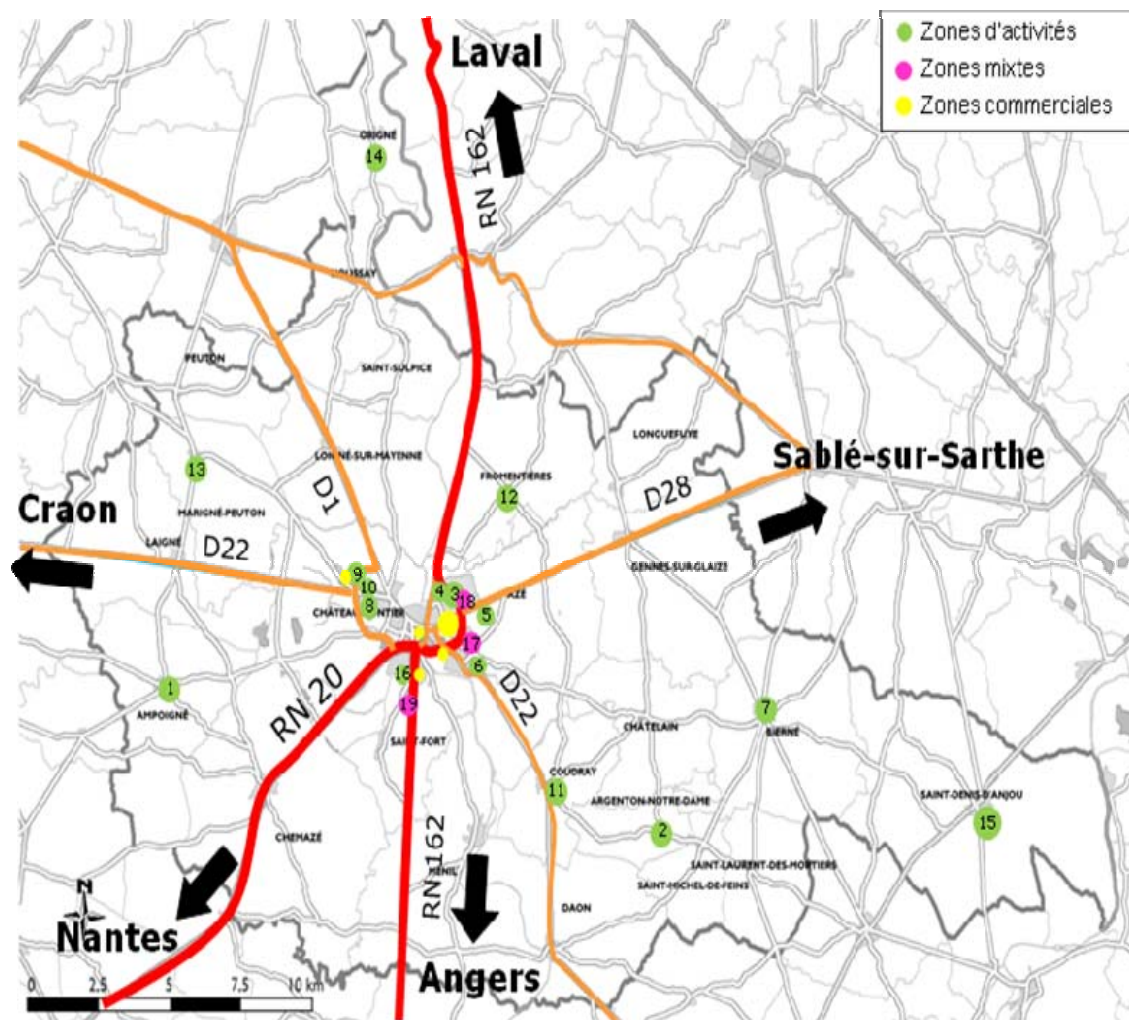 Laval
Zones d'activités
Zones mixtes
Zones commerciales
ORIGNÉ
14
RN 162
PEUTON
SAINT-SULPICE
LONGUEFUYE
Sablé-sur-Sarthe
13
FROMENTIÈRES
12
D1
D28
Craon
MARIGNÉ-PEUTON
LAIGNÉ
D22
GENNES-SURGLAIZE
9
10
8
4
3
18
5
17
6
16
19
1
AMPOIGNÉ
RN 20
D22
SAINT-FORT
CHÂTELAIN
7
BIERNÉ
COUDRAY
11
ARGENTON-NOTRE-DAME
2
SAINT-DENIS-D'ANJOU
15
CHEMAZÉ
RN 162
MÉNIL
SAINT-LAURENT-DES-MORTIERS
SAINT-MICHEL-DE-FEINS
DAON
N
Nantes
Angers
0 2.5 5 7.5 10 km